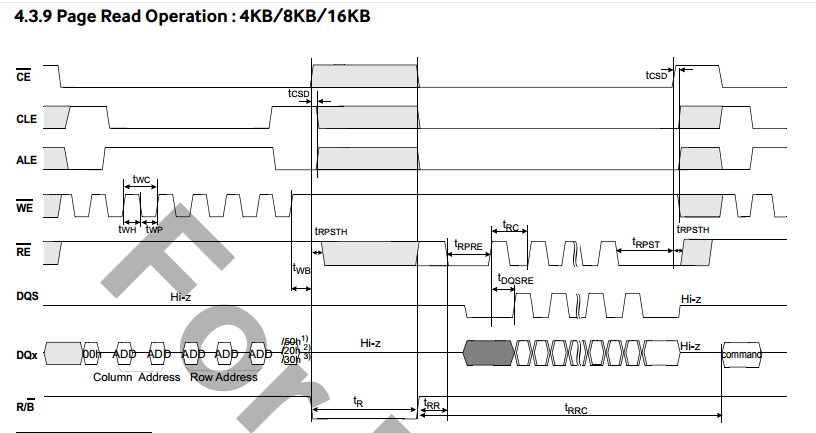 4.3.9 Page Read Operation : 4KB/8KB/16KB
CE
tCSD
tCSD
CLE
ALE
tWC
WE
tWH tWP
tRC
tRPSTH
tRPSTH
tRPRE
tRPST
RE
tWB
tDQSRE
DQS
Hi-z
Hi-z
/60h 1)
/20h 2)
/30h 3)
DQx
00h ADD ADD ADD ADD ADD
Hi-z
Hi-z
command
Column Address Row Address
R/B
tR
tRR
tRRC
For